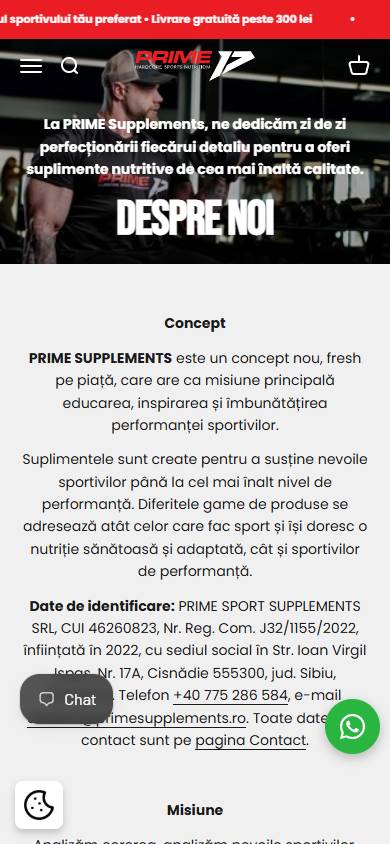 ul sportivului tău preferat • Livrare gratuită peste 300 lei •
PRIME
HARDCORE SPORTS NUTRITION
La PRIME Supplements, ne dedicăm zi de zi
perfecționării fiecărui detaliu pentru a oferi
suplimente nutritive de cea mai înaltă calitate.
PRIME
DESPRE NOI
Concept
PRIME SUPPLEMENTS este un concept nou, fresh
pe piață, care are ca misiune principală
educarea, inspirarea și îmbunătățirea
performanței sportivilor.
Suplimentele sunt create pentru a susține nevoile
sportivilor până la cel mai înalt nivel de
performanță. Diferitele game de produse se
adresează atât celor care fac sport și își doresc o
nutriție sănătoasă și adaptată, cât și sportivilor
de performanță.
Date de identificare: PRIME SPORT SUPPLEMENTS
SRL, CUI 46260823, Nr. Reg. Com. J32/1155/2022,
înființată în 2022, cu sediul social în Str. Ioan Virgil
Ispas, Nr. 17A, Cisnădie 555300, jud. Sibiu,
Telefon +40 775 286 584, e-mail
primesupplements.ro. Toate date
contact sunt pe pagina Contact.
Chat
Misiune
Analizăm cererea, analizăm nevoile sportivilor